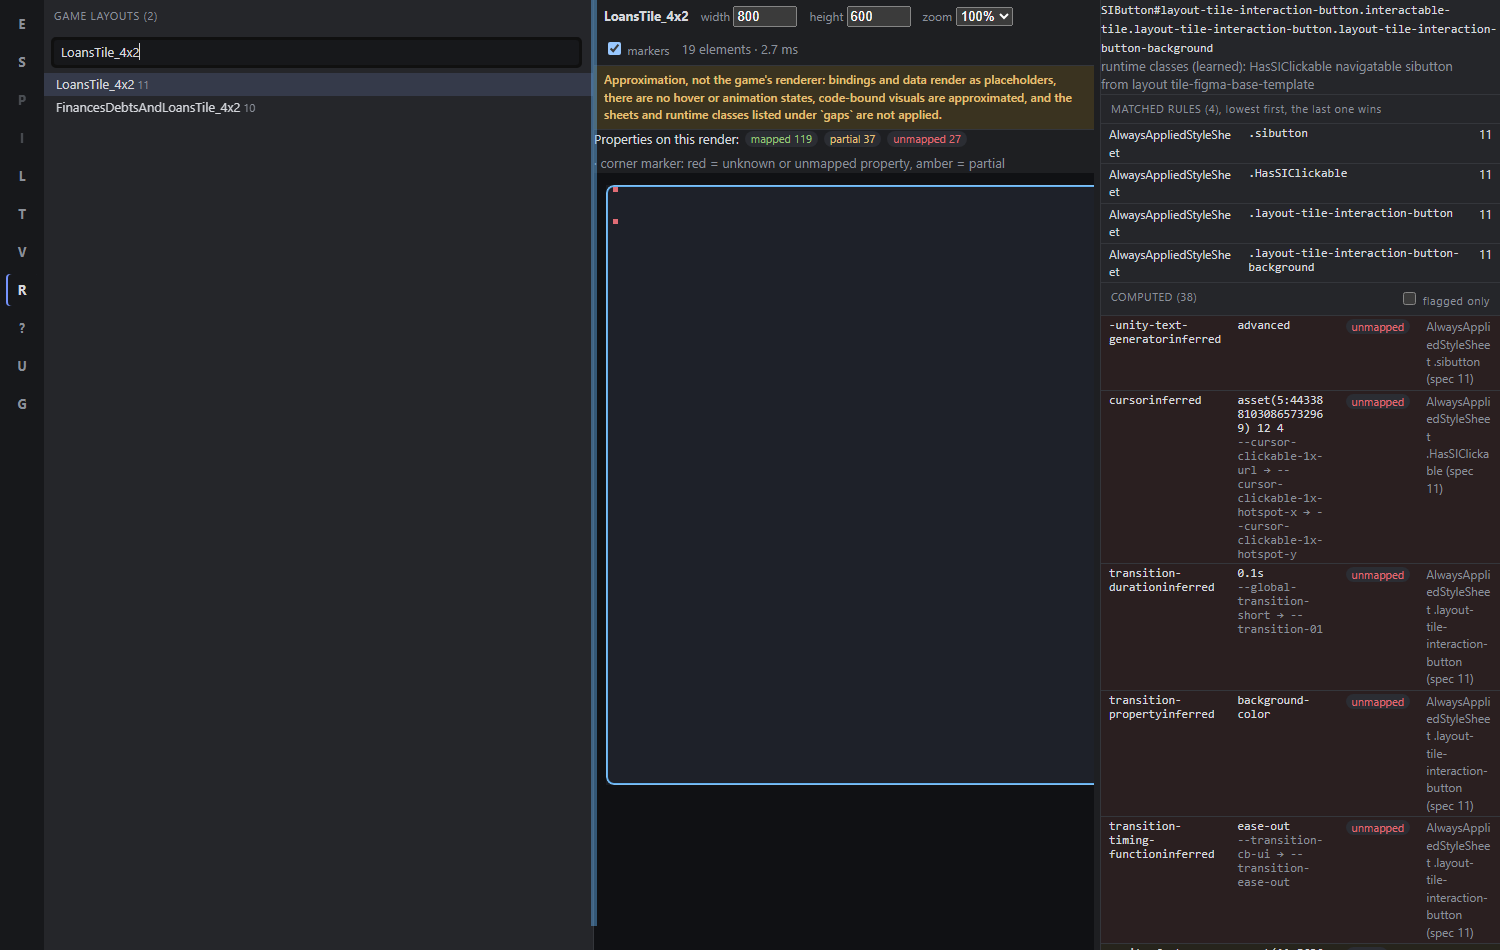 E
S
P
I
L
T
V
R
?
U
G
GAME LAYOUTS (2)
LoansTile_4x2
LoansTile_4x2 11
FinancesDebtsAndLoansTile_4x2 10
LoansTile_4x2 width 800 height 600 zoom 100%
markers 19 elements · 2.7 ms
Approximation, not the game's renderer: bindings and data render as placeholders,
there are no hover or animation states, code-bound visuals are approximated, and the
sheets and runtime classes listed under `gaps` are not applied.
Properties on this render: mapped 119 partial 37 unmapped 27
corner marker: red = unknown or unmapped property, amber = partial
SIButton#layout-tile-interaction-button.interactable-
tile.layout-tile-interaction-button.layout-tile-interaction-
button-background
runtime classes (learned): HasSIClickable navigatable sibutton
from layout tile-figma-base-template
MATCHED RULES (4), lowest first, the last one wins
AlwaysAppliedStyleShe .sibutton 11
et
AlwaysAppliedStyleShe .HasSIClickable 11
et
AlwaysAppliedStyleShe .layout-tile-interaction-button 11
et
AlwaysAppliedStyleShe .layout-tile-interaction-button- 11
et background
COMPUTED (38) flagged only
-unity-text-
generatorinferred
advanced
unmapped
AlwaysAppli
edStyleShee
t .sibutton
(spec 11)
cursorinferred
asset(5:44338
8103086573296
9) 12 4
--cursor-
clickable-1x-
url → --
cursor-
clickable-1x-
hotspot-x → -
-cursor-
clickable-1x-
hotspot-y
unmapped
AlwaysAppli
edStyleShee
t
.HasSIClicka
ble (spec
11)
transition-
durationinferred
0.1s
--global-
transition-
short → --
transition-01
unmapped
AlwaysAppli
edStyleShee
t .layout-
tile-
interaction-
button
(spec 11)
transition-
propertyinferred
background-
color
unmapped
AlwaysAppli
edStyleShee
t .layout-
tile-
interaction-
button
(spec 11)
transition-
timing-
functioninferred
ease-out
--transition-
cb-ui → --
transition-
ease-out
unmapped
AlwaysAppli
edStyleShee
t .layout-
tile-
interaction-
button
(spec 11)